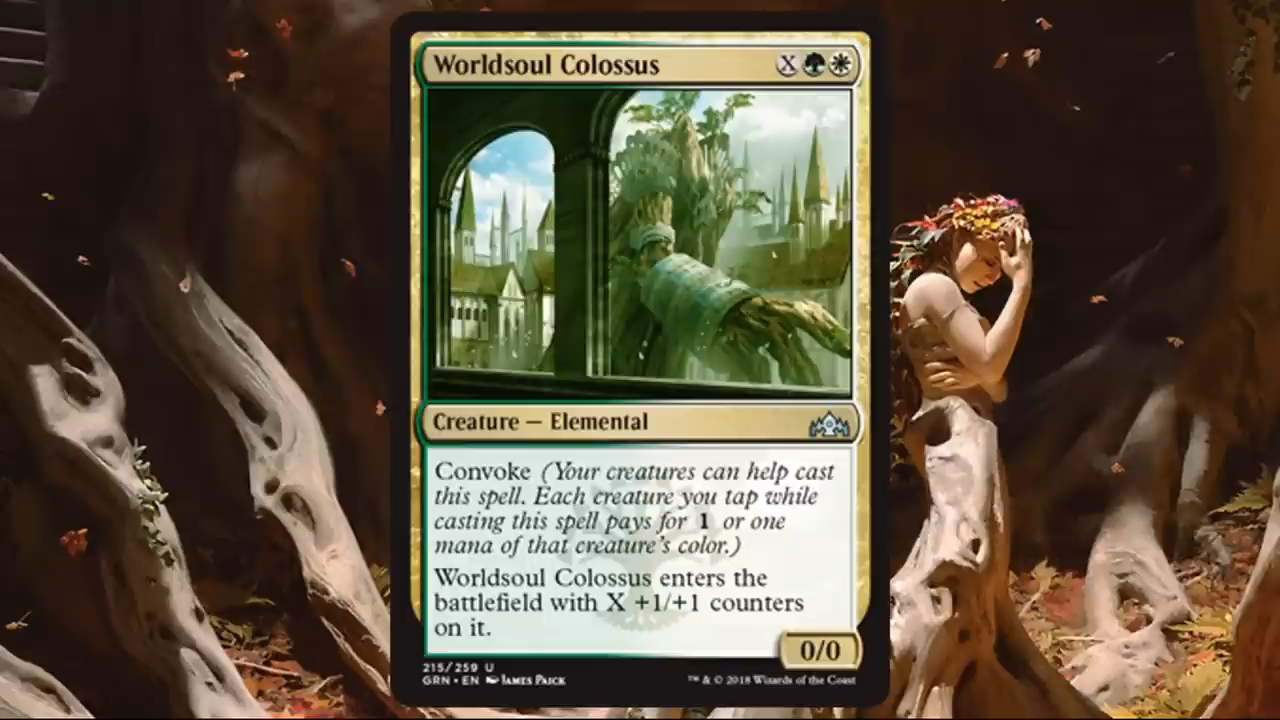 Worldsoul Colossus X
Creature — Elemental
Convoke (Your creatures can help cast
this spell. Each creature you tap while
casting this spell pays for 1 or one
mana of that creature's color.)
Worldsoul Colossus enters the
battlefield with X +1/+1 counters
on it.
0/0
215/259 U
GRN • EN James Paick
™ & © 2018 Wizards of the Coast